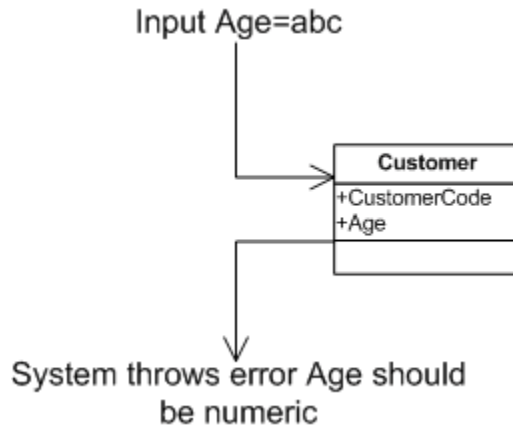 Input Age=abc
Customer
+CustomerCode
+Age
System throws error Age should
be numeric